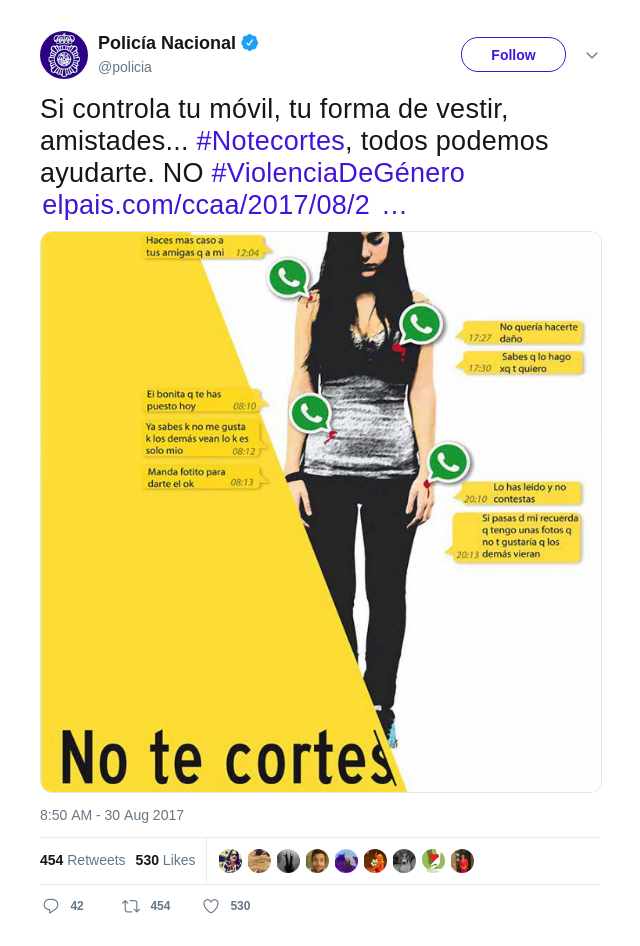 Policía Nacional
@policia
Follow
Si controla tu móvil, tu forma de vestir,
amistades... #Notecortes, todos podemos
ayudarte. NO #ViolenciaDeGénero
elpais.com/ccaa/2017/08/2 …
Haces mas caso a
tus amigas q a mi 12:04
No quería hacerte
17:27 daño
Sabes q lo hago
17:30 xq t quiero
Ei bonita q te has
puesto hoy 08:10
Ya sabes k no me gusta
k los demás vean lo k es
solo mio 08:12
Manda fotito para
darte el ok 08:13
Lo has leido y no
20:10 contestas
Si pasas d mi recuerda
q tengo unas fotos q
no t gustaría q los
20:13 demás vieran
No te cortes
8:50 AM - 30 Aug 2017
454 Retweets 530 Likes
42 454 530